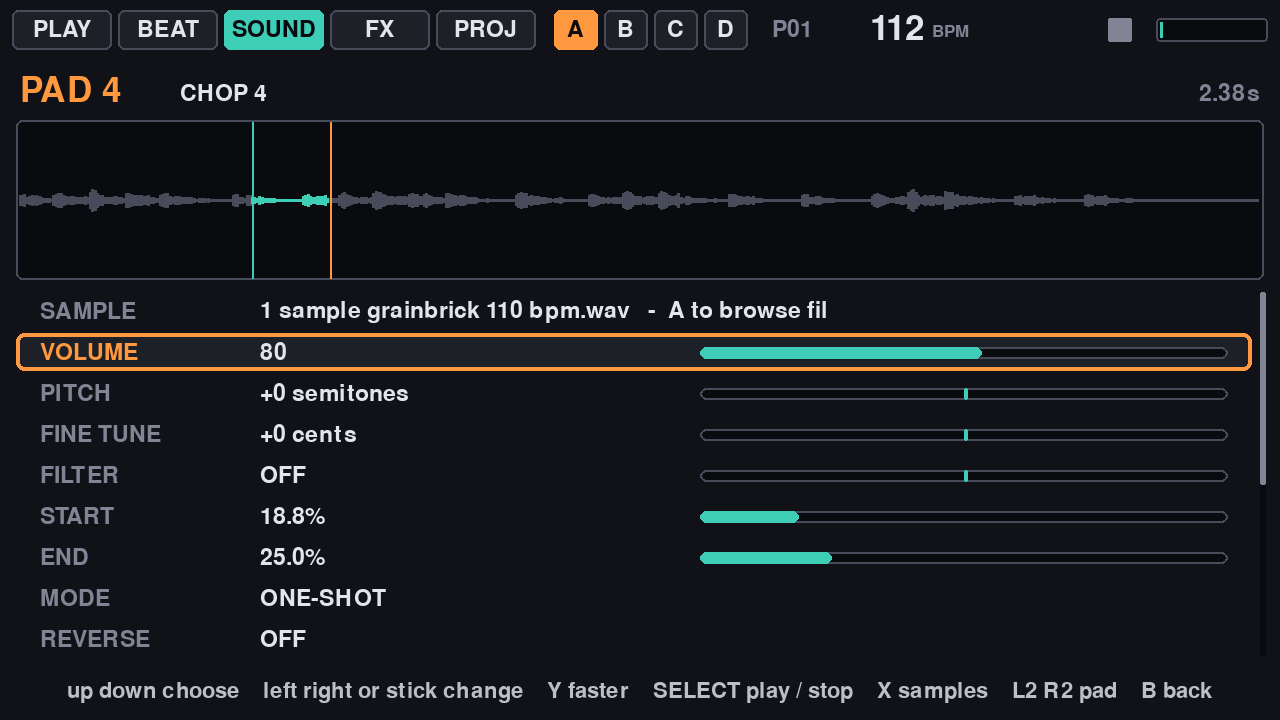 PLAY BEAT SOUND FX PROJ A B C D P01 112 BPM
PAD 4 CHOP 4 2.38s
SAMPLE 1 sample grainbrick 110 bpm.wav - A to browse fil
VOLUME 80
PITCH +0 semitones
FINE TUNE +0 cents
FILTER OFF
START 18.8%
END 25.0%
MODE ONE-SHOT
REVERSE OFF
up down choose left right or stick change Y faster SELECT play / stop X samples L2 R2 pad B back